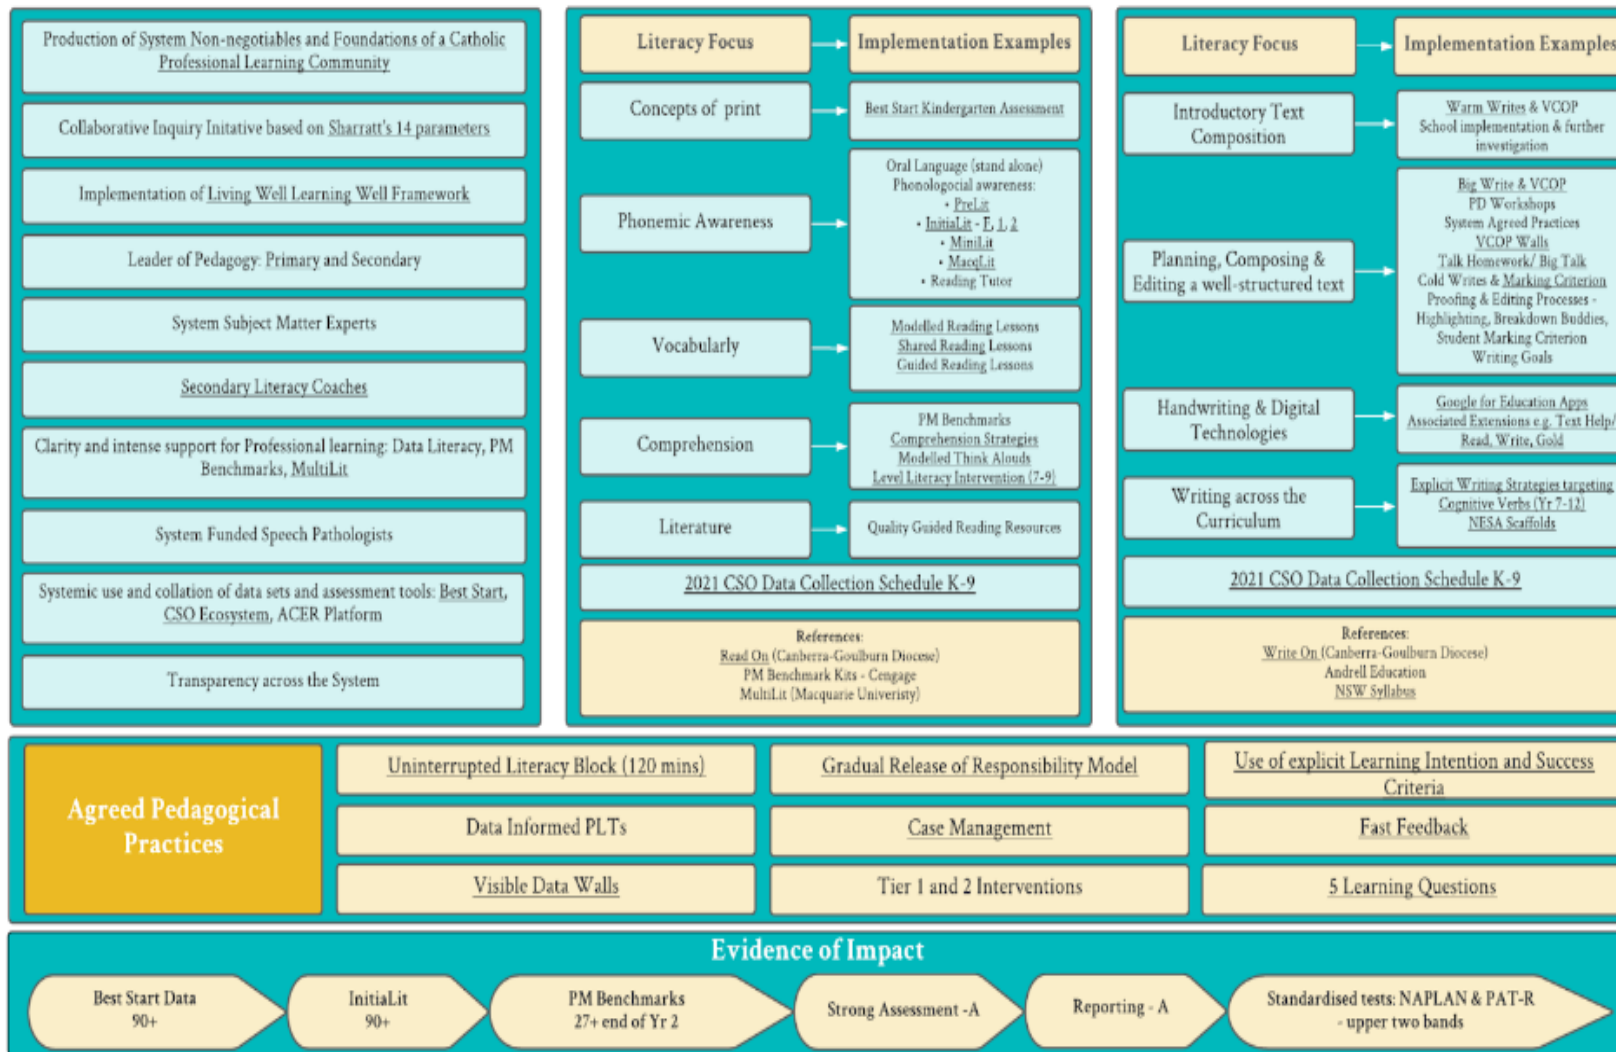 Production of System Non-negotiables and Foundations of a Catholic
Professional Learning Community
Collaborative Inquiry Initative based on Sharratt's 14 parameters
Implementation of Living Well Learning Well Framework
Leader of Pedagogy: Primary and Secondary
System Subject Matter Experts
Secondary Literacy Coaches
Clarity and intense support for Professional learning: Data Literacy, PM
Benchmarks, MultiLit
System Funded Speech Pathologists
Systemic use and collation of data sets and assessment tools: Best Start,
CSO Ecosystem, ACER Platform
Transparency across the System
Literacy Focus
Implementation Examples
Concepts of print
Best Start Kindergarten Assessment
Phonemic Awareness
Oral Language (stand alone)
Phonologocial awareness:
• PreLit
• InitiaLit - F, 1, 2
• MiniLit
• MacqLit
• Reading Tutor
Vocabularly
Modelled Reading Lessons
Shared Reading Lessons
Guided Reading Lessons
Comprehension
PM Benchmarks
Comprehension Strategies
Modelled Think Alouds
Level Literacy Intervention (7-9)
Literature
Quality Guided Reading Resources
2021 CSO Data Collection Schedule K-9
References:
Read On (Canberra-Goulburn Diocese)
PM Benchmark Kits - Cengage
MultiLit (Macquarie Univeristy)
Literacy Focus
Implementation Examples
Introductory Text
Composition
Warm Writes & VCOP
School implementation & further
investigation
Planning, Composing &
Editing a well-structured text
Big Write & VCOP
PD Workshops
System Agreed Practices
VCOP Walls
Talk Homework/ Big Talk
Cold Writes & Marking Criterion
Proofing & Editing Processes -
Highlighting, Breakdown Buddies,
Student Marking Criterion
Writing Goals
Handwriting & Digital
Technologies
Google for Education Apps
Associated Extensions e.g. Text Help/
Read, Write, Gold
Writing across the
Curriculum
Explicit Writing Strategies targeting
Cognitive Verbs (Yr 7-12)
NESA Scaffolds
2021 CSO Data Collection Schedule K-9
References:
Write On (Canberra-Goulburn Diocese)
Andrell Education
NSW Syllabus
Agreed Pedagogical
Practices
Uninterrupted Literacy Block (120 mins)
Gradual Release of Responsibility Model
Use of explicit Learning Intention and Success
Criteria
Data Informed PLTs
Case Management
Fast Feedback
Visible Data Walls
Tier 1 and 2 Interventions
5 Learning Questions
Evidence of Impact
Best Start Data
90+
InitiaLit
90+
PM Benchmarks
27+ end of Yr 2
Strong Assessment -A
Reporting - A
Standardised tests: NAPLAN & PAT-R
- upper two bands